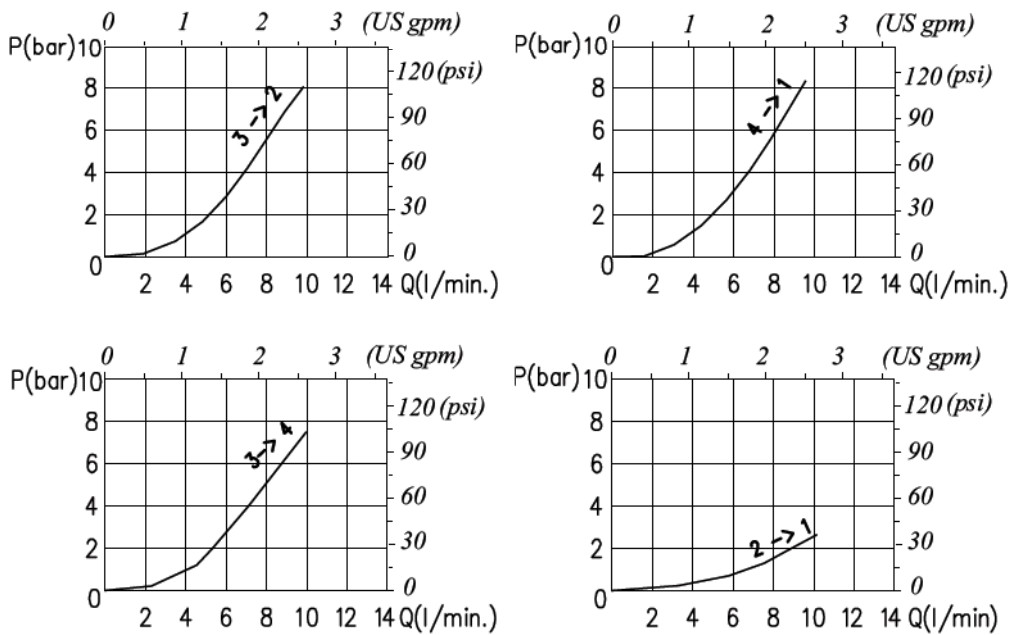 0 1 2 3 (US gpm)
P(bar) 10
8
6
4
2
0
120 (psi)
90
60
30
0
3 → 2
2 4 6 8 10 12 14 Q(l/min.)
0 1 2 3 (US gpm)
P(bar) 10
8
6
4
2
0
120 (psi)
90
60
30
0
4 → 1
2 4 6 8 10 12 14 Q(l/min.)
0 1 2 3 (US gpm)
P(bar) 10
8
6
4
2
0
120 (psi)
90
60
30
0
3 → 4
2 4 6 8 10 12 14 Q(l/min.)
0 1 2 3 (US gpm)
P(bar) 10
8
6
4
2
0
120 (psi)
90
60
30
0
2 → 1
2 4 6 8 10 12 14 Q(l/min)